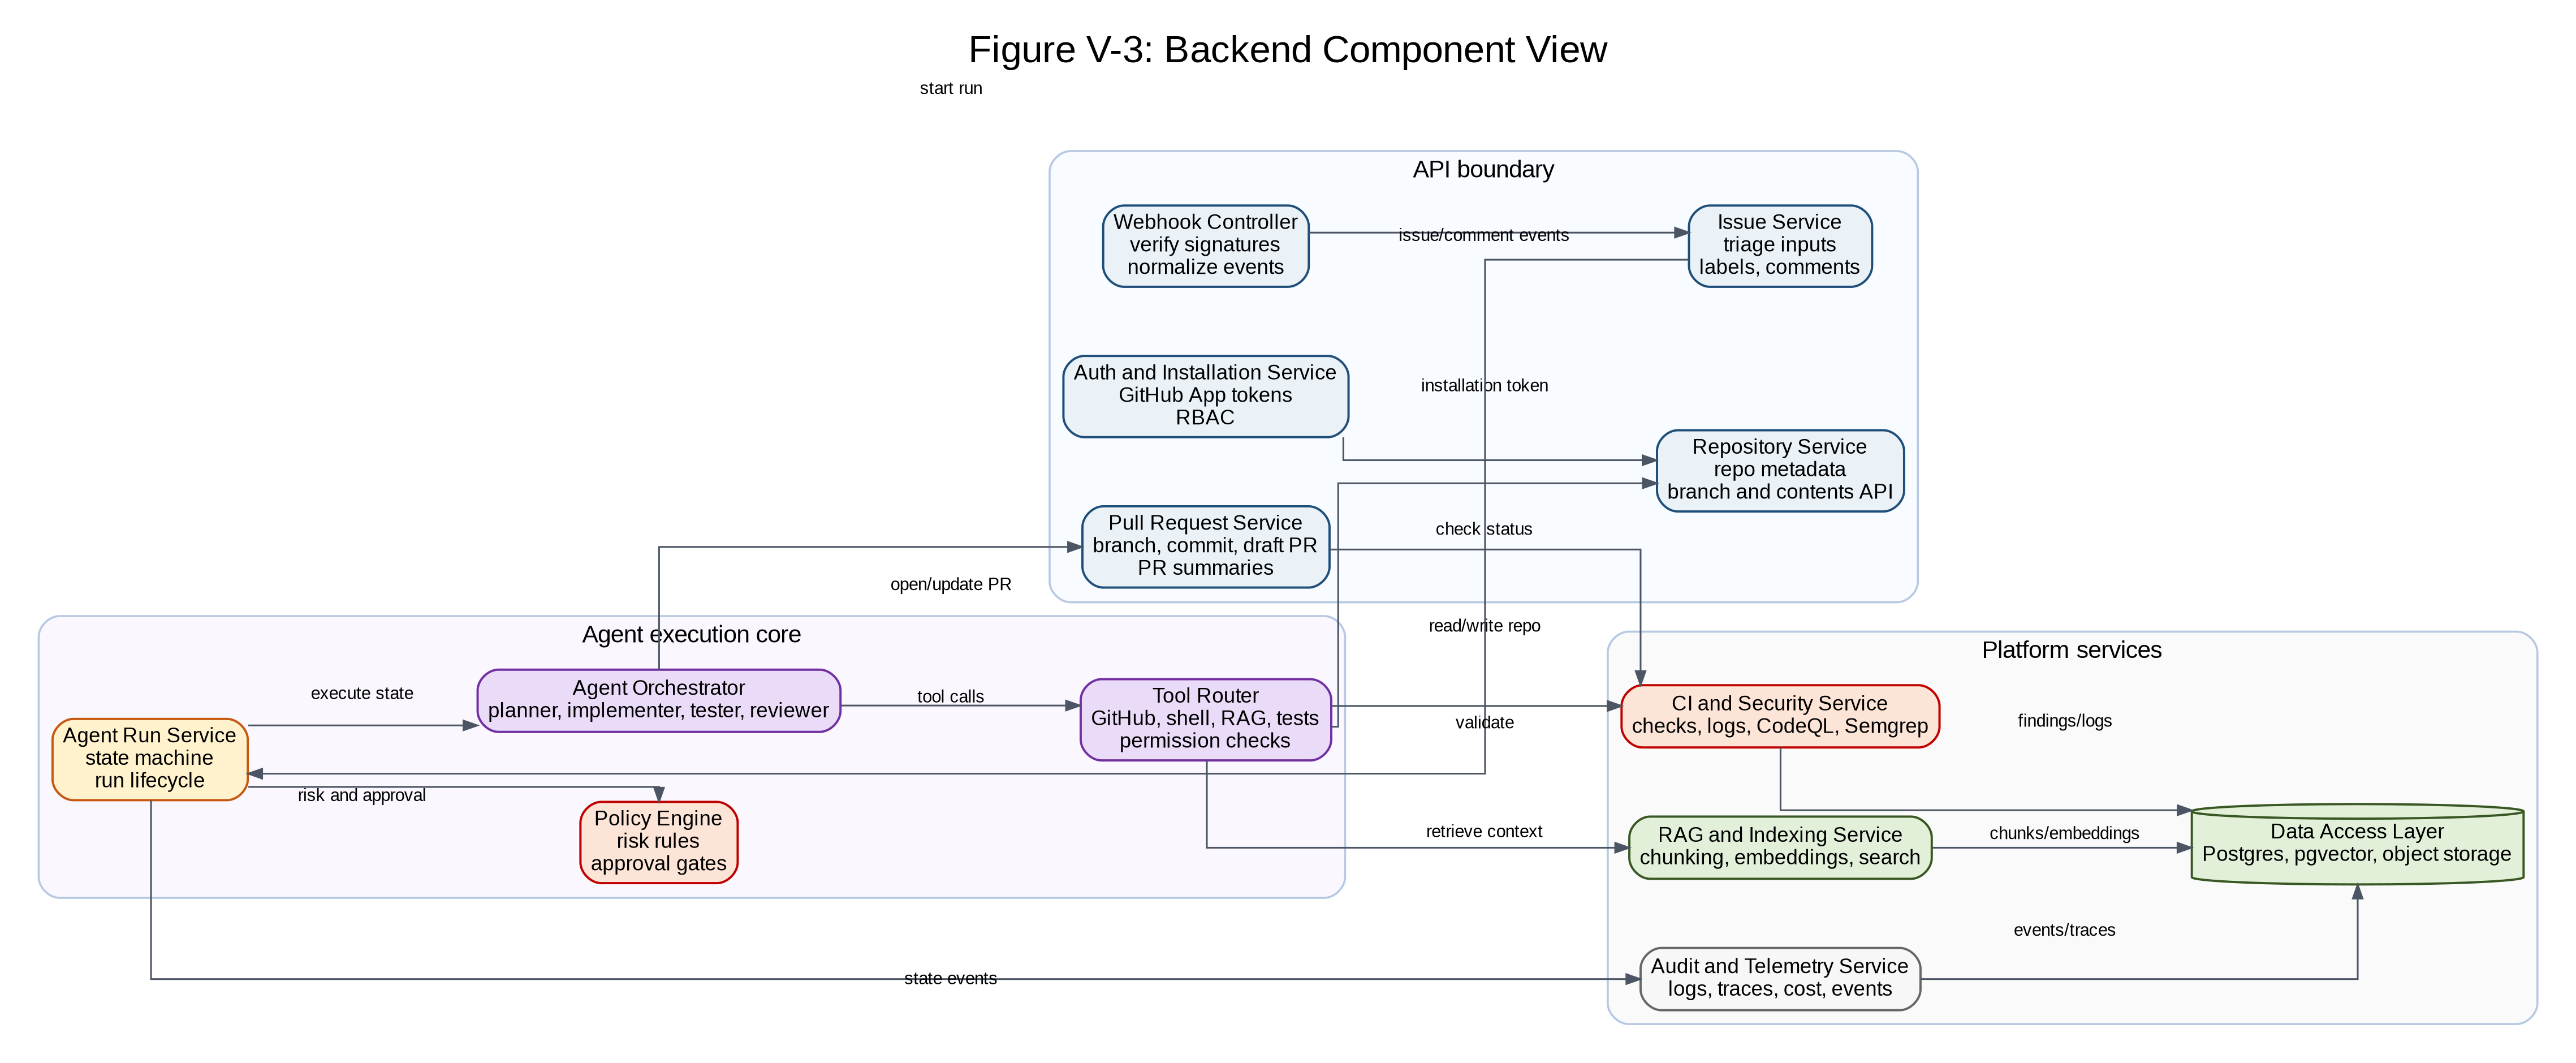 Figure V-3: Backend Component View
start run
API boundary
Webhook Controller
verify signatures
normalize events
issue/comment events
Issue Service
triage inputs
labels, comments
Auth and Installation Service
GitHub App tokens
RBAC
installation token
Repository Service
repo metadata
branch and contents API
Pull Request Service
branch, commit, draft PR
PR summaries
check status
open/update PR
Agent execution core
read/write repo
Platform services
execute state
Agent Orchestrator
planner, implementer, tester, reviewer
tool calls
Tool Router
GitHub, shell, RAG, tests
permission checks
validate
CI and Security Service
checks, logs, CodeQL, Semgrep
findings/logs
Agent Run Service
state machine
run lifecycle
risk and approval
Policy Engine
risk rules
approval gates
retrieve context
RAG and Indexing Service
chunking, embeddings, search
chunks/embeddings
Data Access Layer
Postgres, pgvector, object storage
events/traces
state events
Audit and Telemetry Service
logs, traces, cost, events